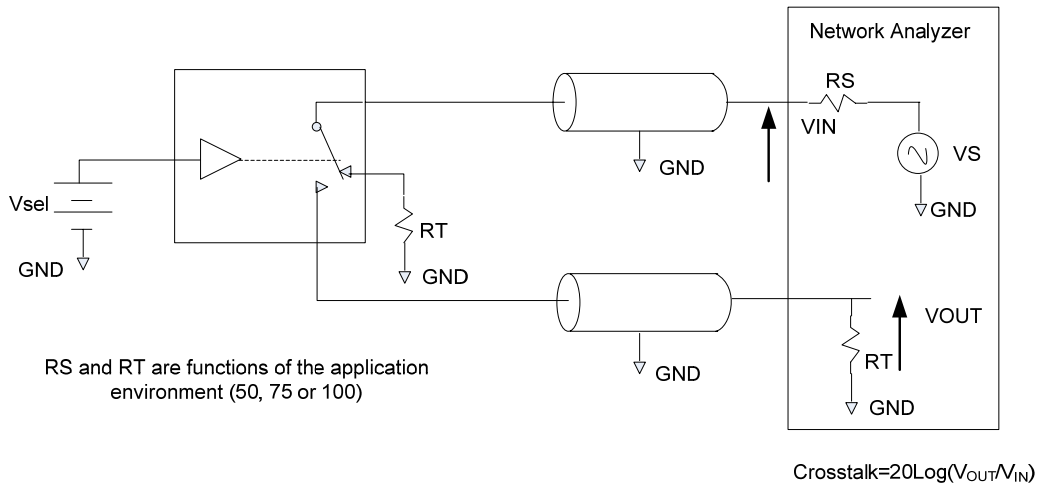 Network Analyzer
RS
VIN
VS
GND
GND
Vsel
RT
GND
GND
VOUT
RT
GND
GND
RS and RT are functions of the application
environment (50, 75 or 100)
Crosstalk=20Log(VOUT/VIN)